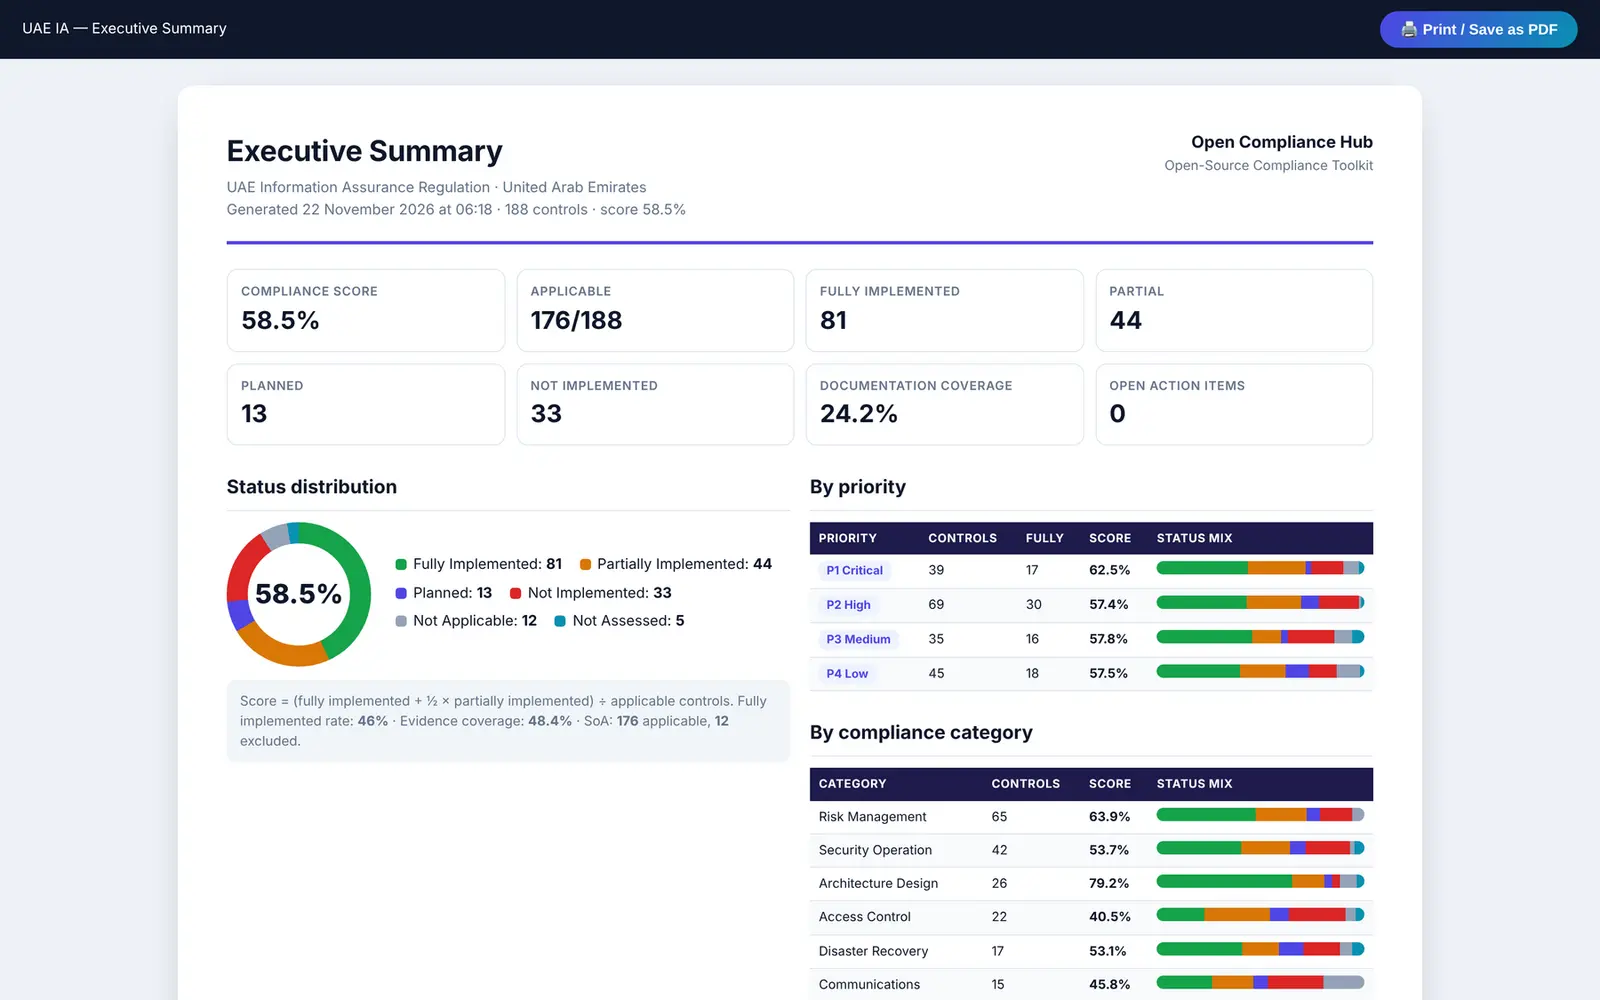 UAE IA — Executive Summary
🖨️ Print / Save as PDF
Executive Summary
UAE Information Assurance Regulation · United Arab Emirates
Generated 22 November 2026 at 06:18 · 188 controls · score 58.5%
Open Compliance Hub
Open-Source Compliance Toolkit
COMPLIANCE SCORE
58.5%
APPLICABLE
176/188
FULLY IMPLEMENTED
81
PARTIAL
44
PLANNED
13
NOT IMPLEMENTED
33
DOCUMENTATION COVERAGE
24.2%
OPEN ACTION ITEMS
0
Status distribution
58.5%
Fully Implemented: 81 Partially Implemented: 44
Planned: 13 Not Implemented: 33
Not Applicable: 12 Not Assessed: 5
Score = (fully implemented + ½ × partially implemented) ÷ applicable controls. Fully
implemented rate: 46% · Evidence coverage: 48.4% · SoA: 176 applicable, 12
excluded.
By priority
PRIORITY CONTROLS FULLY SCORE STATUS MIX
P1 Critical 39 17 62.5%
P2 High 69 30 57.4%
P3 Medium 35 16 57.8%
P4 Low 45 18 57.5%
By compliance category
CATEGORY CONTROLS SCORE STATUS MIX
Risk Management 65 63.9%
Security Operation 42 53.7%
Architecture Design 26 79.2%
Access Control 22 40.5%
Disaster Recovery 17 53.1%
Communications 15 45.8%